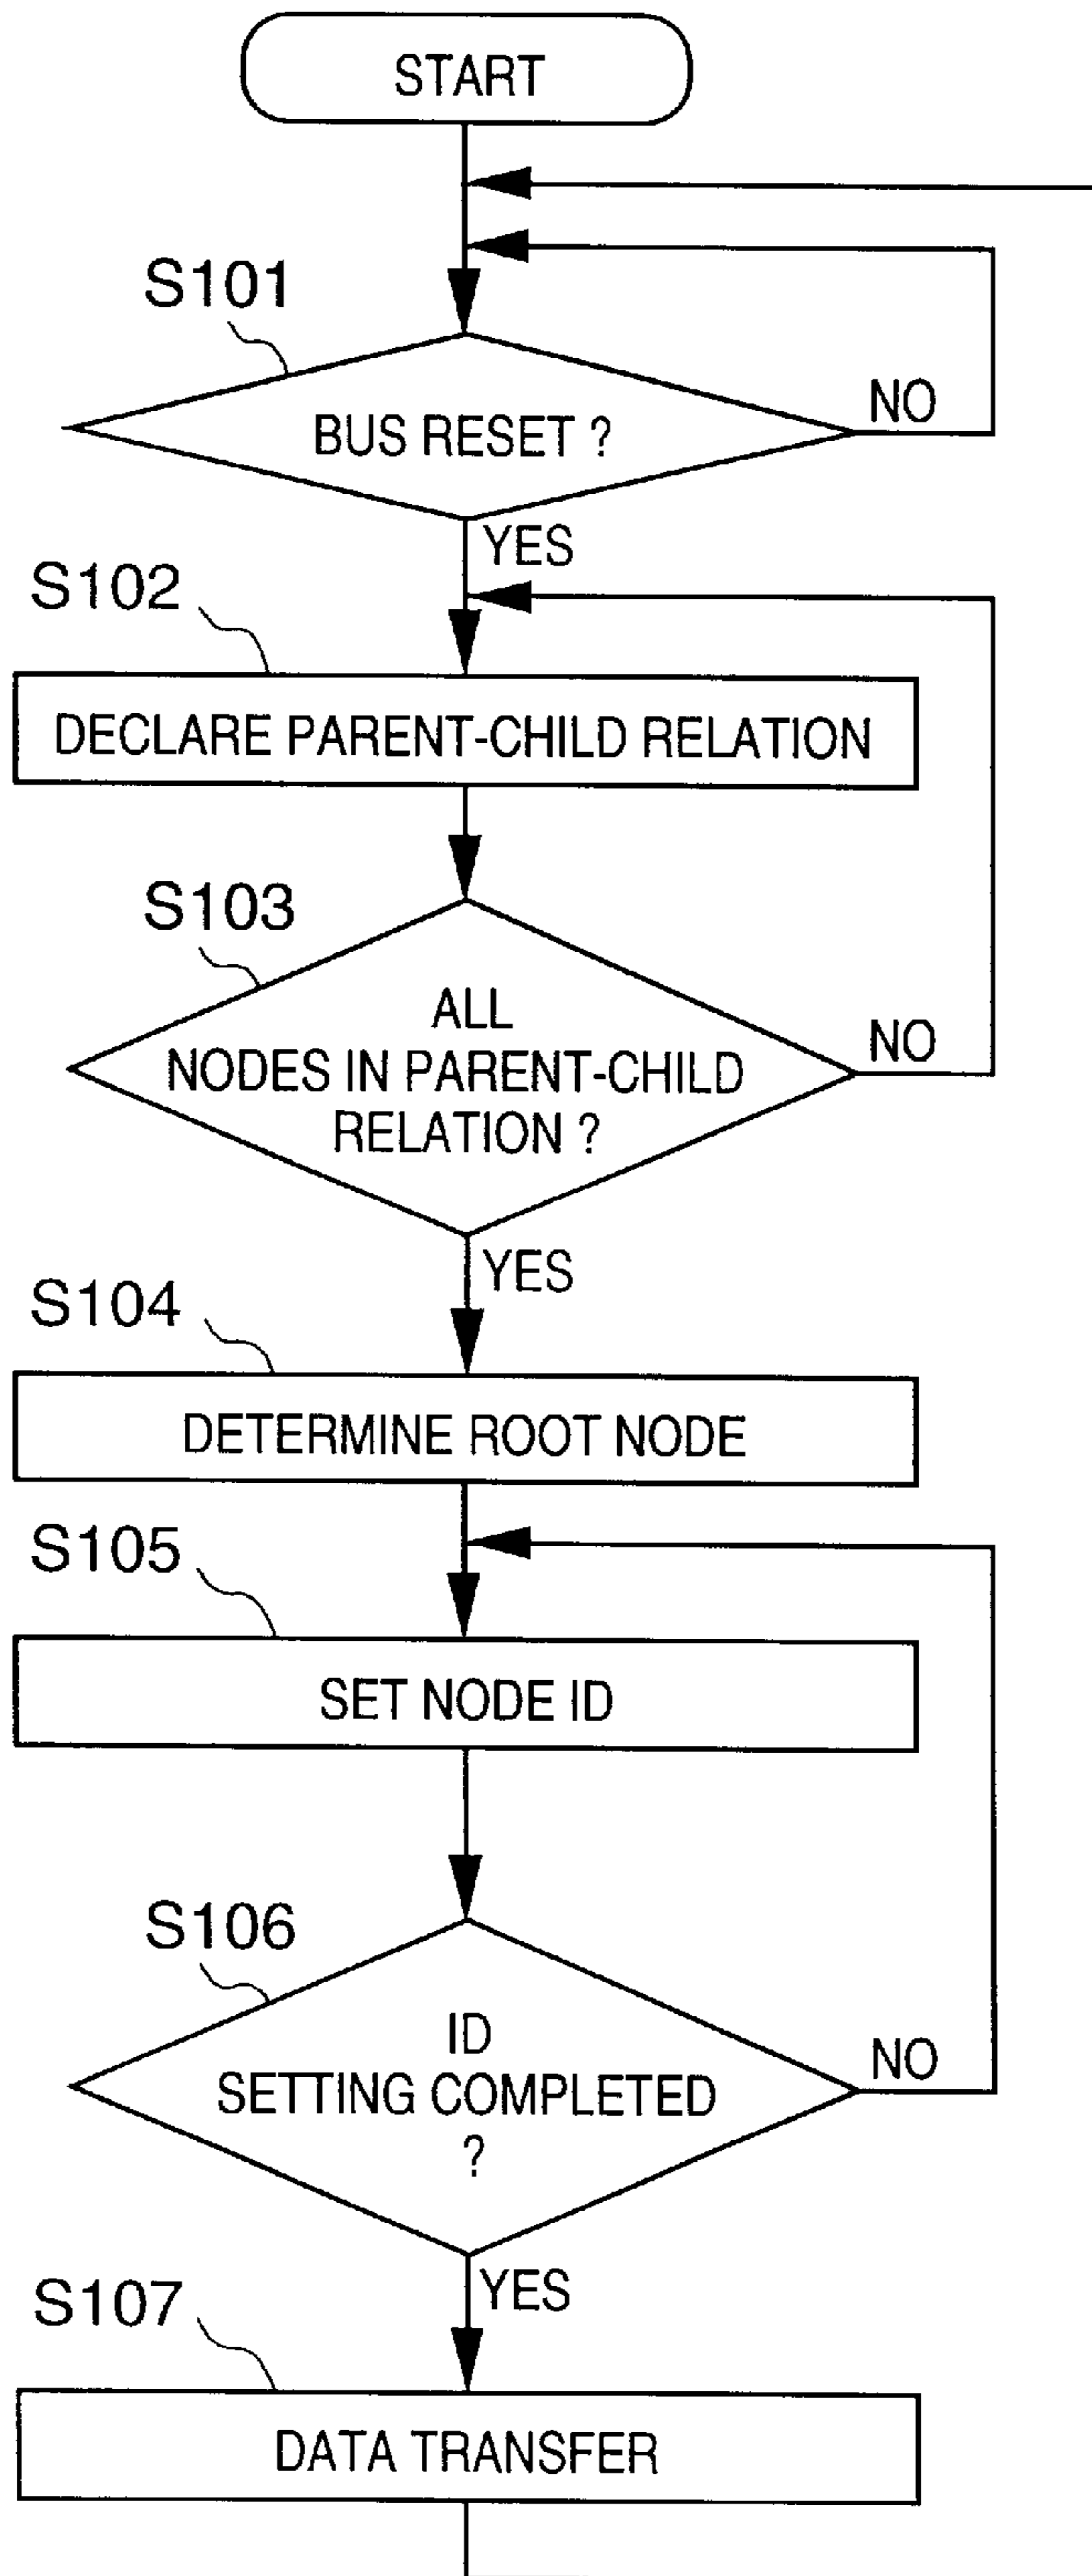 START
S101
BUS RESET ?
NO
YES
S102
DECLARE PARENT-CHILD RELATION
S103
ALL
NODES IN PARENT-CHILD
RELATION ?
NO
YES
S104
DETERMINE ROOT NODE
S105
SET NODE ID
S106
ID
SETTING COMPLETED
?
NO
YES
S107
DATA TRANSFER